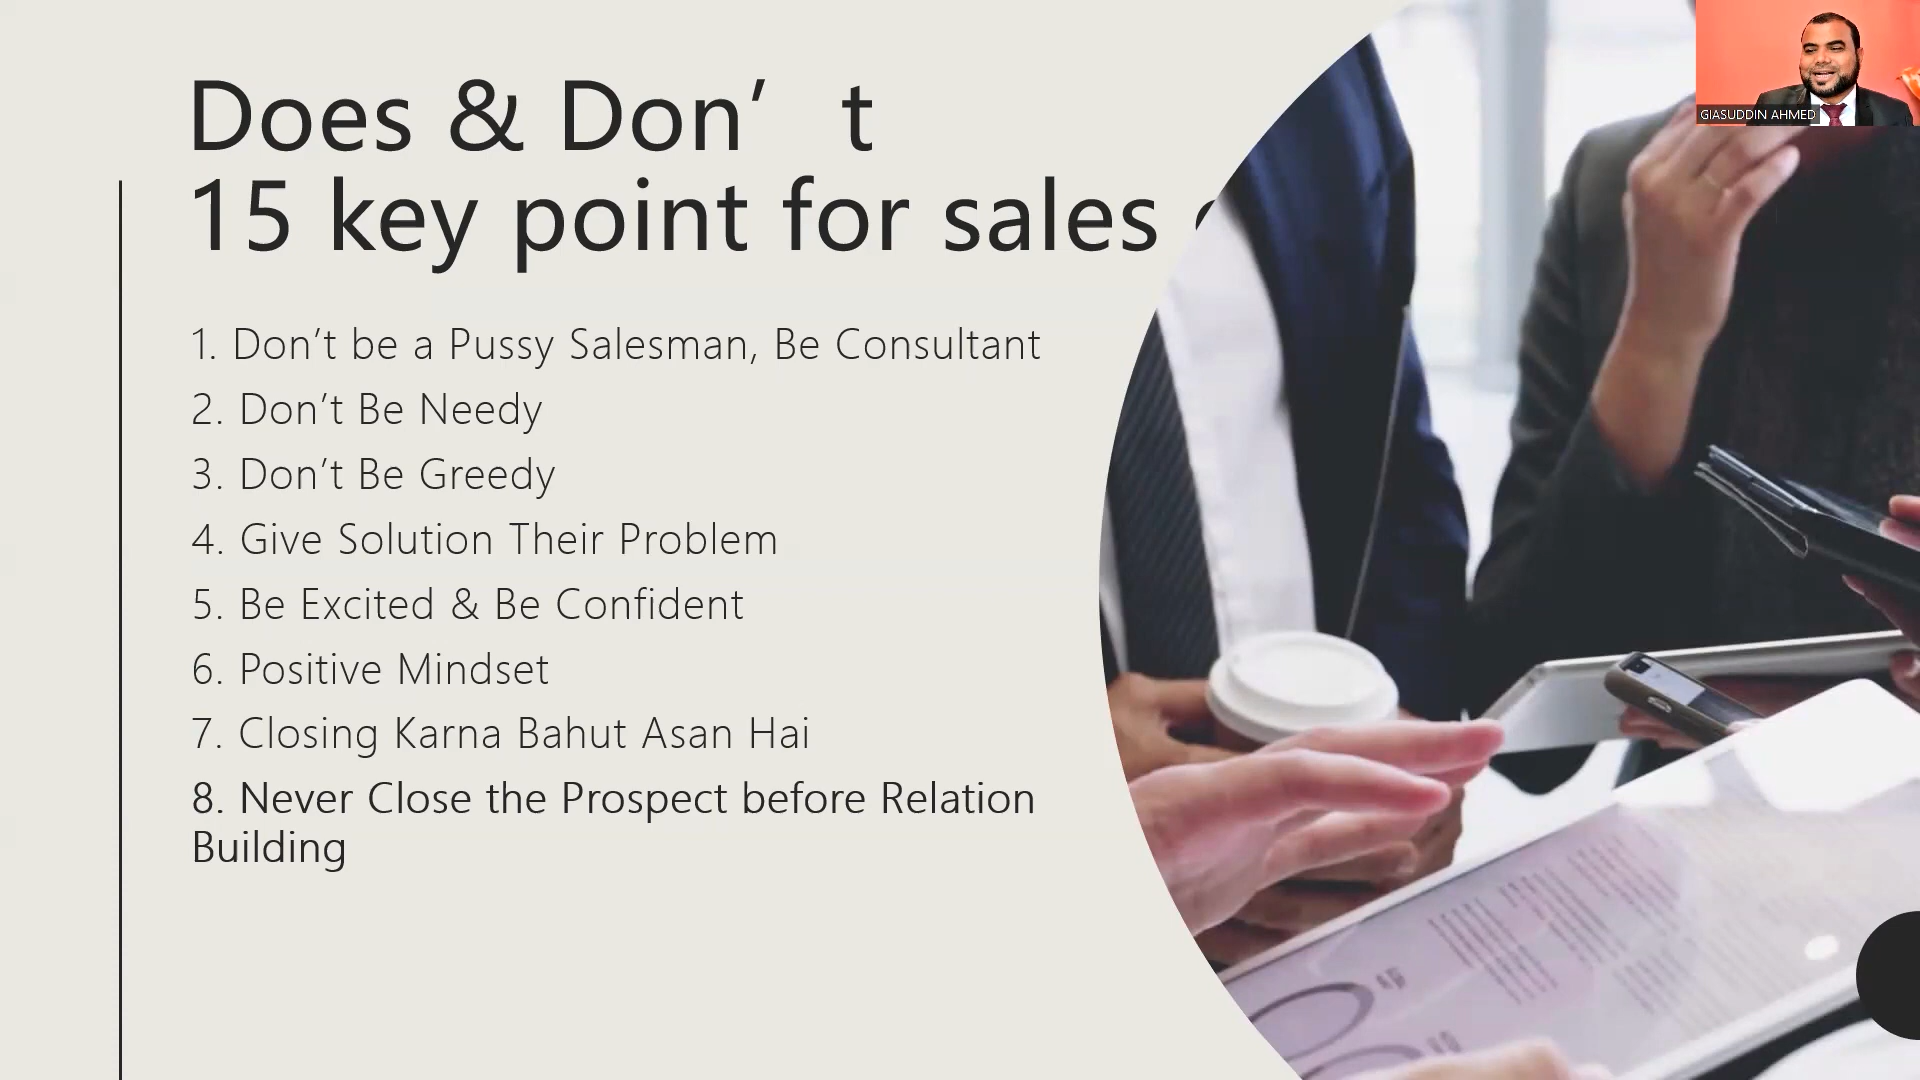 Does & Don’t
15 key point for sales
1. Don’t be a Pussy Salesman, Be Consultant
2. Don’t Be Needy
3. Don’t Be Greedy
4. Give Solution Their Problem
5. Be Excited & Be Confident
6. Positive Mindset
7. Closing Karna Bahut Asan Hai
8. Never Close the Prospect before Relation
Building
GIASUDDIN AHMED